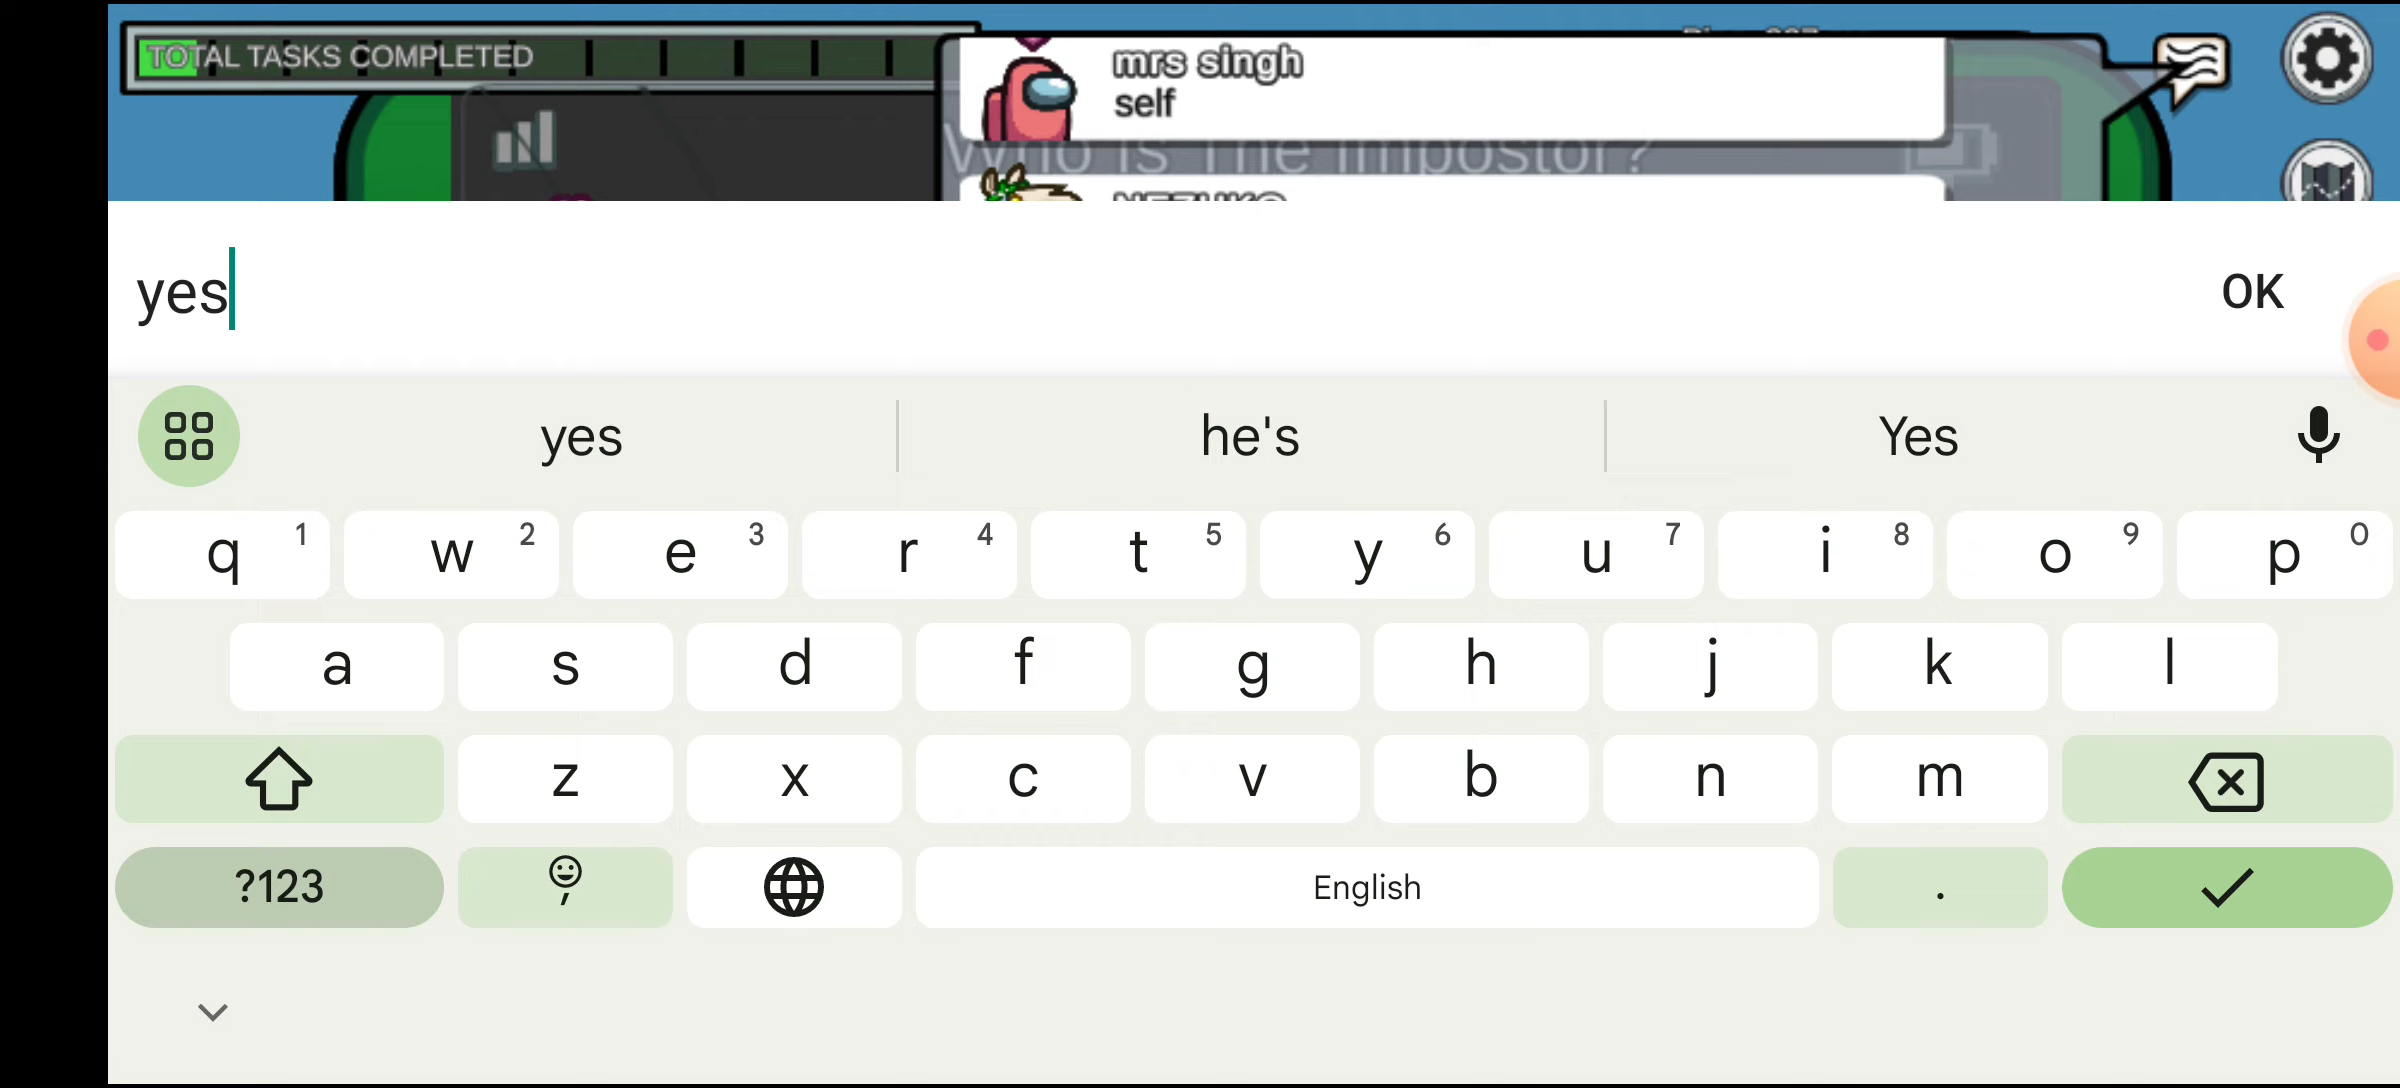 TOTAL TASKS COMPLETED
mrs singh
self
Who Is The Impostor?
yes
OK
yes he's Yes
q 1 w 2 e 3 r 4 t 5 y 6 u 7 i 8 o 9 p 0
a s d f g h j k l
z x c v b n m
?123 , English .